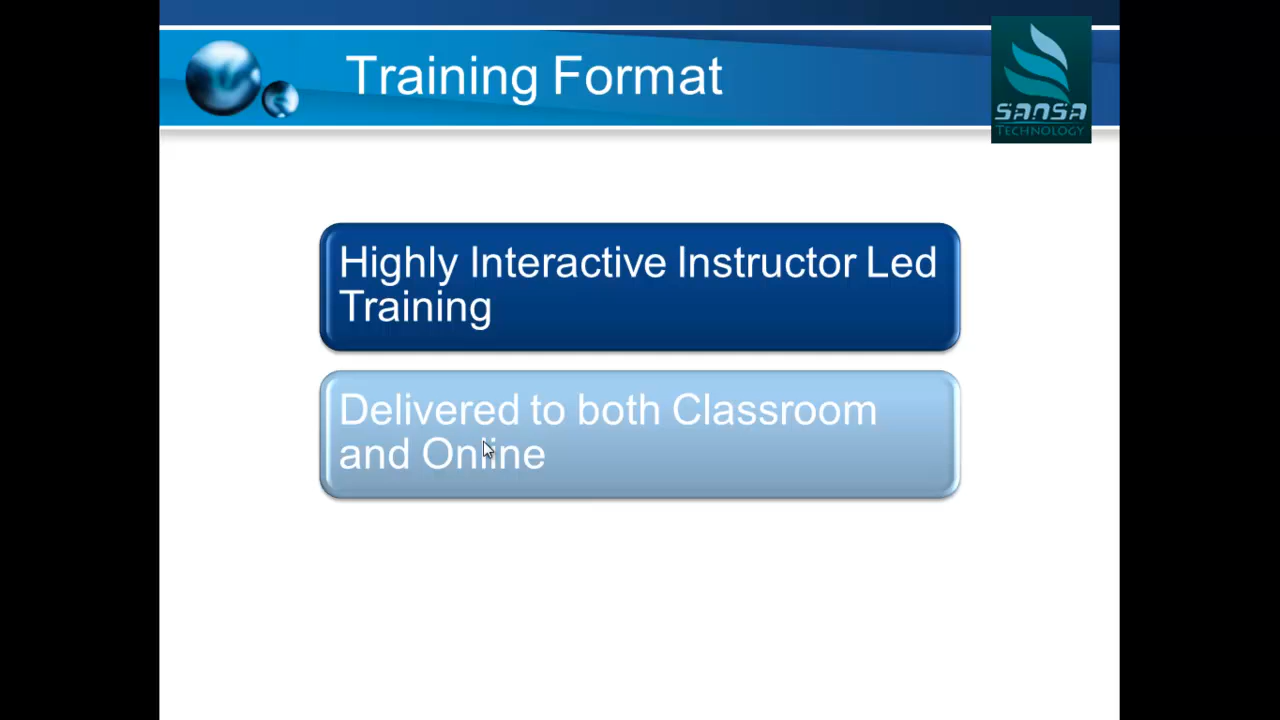 Training Format
SANSA
TECHNOLOGY
Highly Interactive Instructor Led
Training
Delivered to both Classroom
and Online